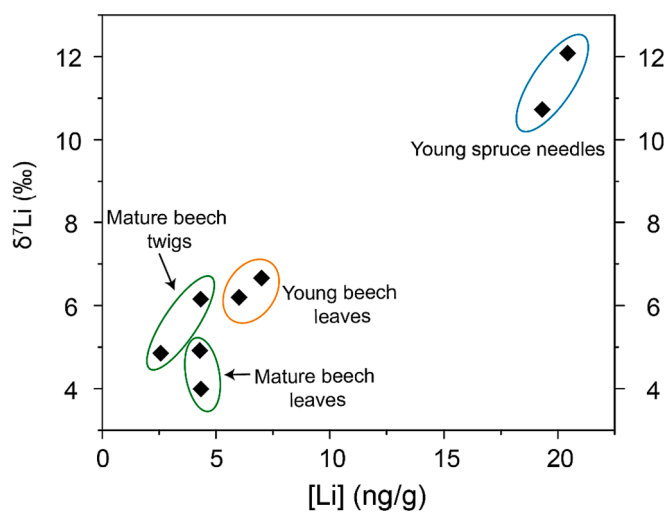 12
12
10
10
Young spruce needles
δ⁷Li (‰)
8
8
Mature beech
twigs
6
6
Young beech
leaves
4
4
Mature beech
leaves
0
5
10
15
20
[Li] (ng/g)